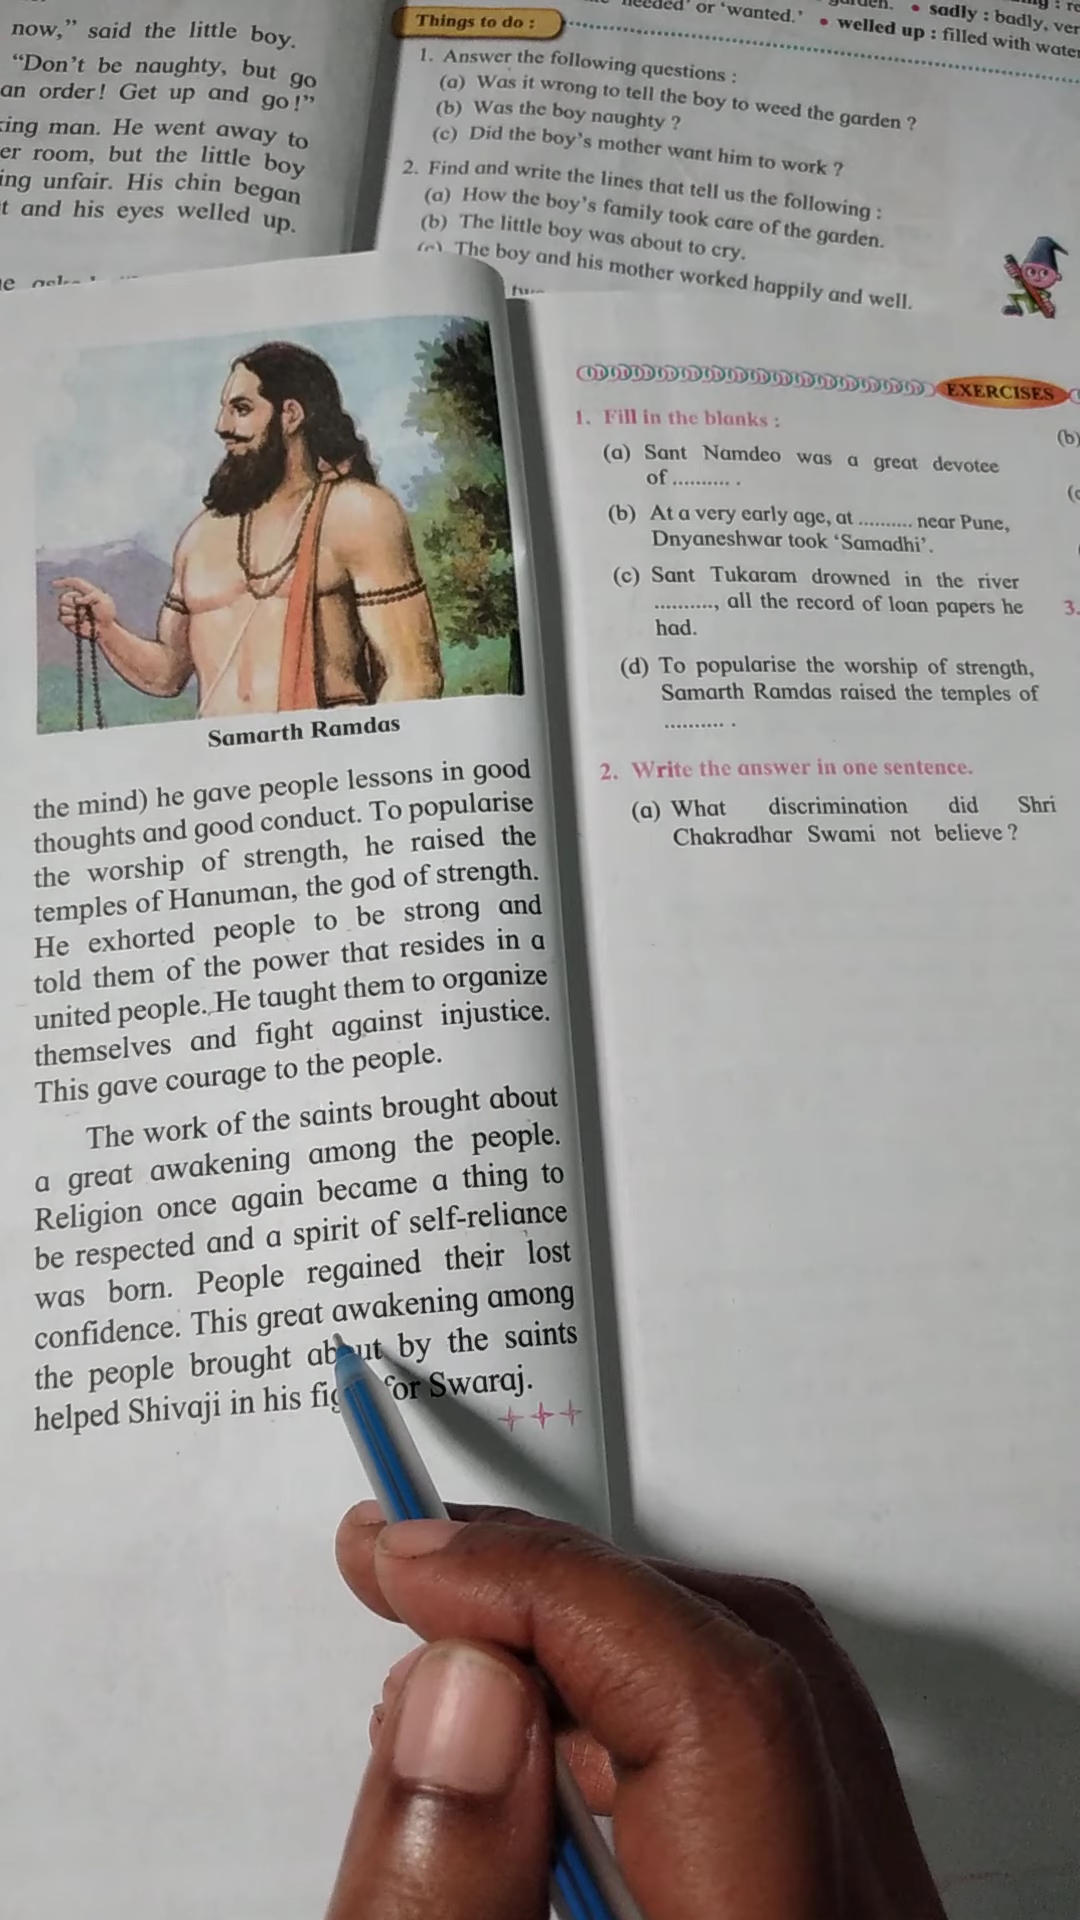 now,” said the little boy.
“Don’t be naughty, but go
an order! Get up and go!”
king man. He went away to
er room, but the little boy
ing unfair. His chin began
t and his eyes welled up.
Things to do :
or ‘wanted.’ • welled up : filled with water
• sadly : badly, ver
1. Answer the following questions :
(a) Was it wrong to tell the boy to weed the garden ?
(b) Was the boy naughty ?
(c) Did the boy’s mother want him to work ?
2. Find and write the lines that tell us the following :
(a) How the boy’s family took care of the garden.
(b) The little boy was about to cry.
(c) The boy and his mother worked happily and well.
Samarth Ramdas
the mind) he gave people lessons in good
thoughts and good conduct. To popularise
the worship of strength, he raised the
temples of Hanuman, the god of strength.
He exhorted people to be strong and
told them of the power that resides in a
united people. He taught them to organize
themselves and fight against injustice.
This gave courage to the people.
The work of the saints brought about
a great awakening among the people.
Religion once again became a thing to
be respected and a spirit of self-reliance
was born. People regained their lost
confidence. This great awakening among
the people brought about by the saints
helped Shivaji in his for Swaraj.
EXERCISES
1. Fill in the blanks :
(a) Sant Namdeo was a great devotee
of .......... .
(b) At a very early age, at .......... near Pune,
Dnyaneshwar took ‘Samadhi’.
(c) Sant Tukaram drowned in the river
.........., all the record of loan papers he
had.
(d) To popularise the worship of strength,
Samarth Ramdas raised the temples of
.......... .
2. Write the answer in one sentence.
(a) What discrimination did Shri
Chakradhar Swami not believe ?
(b)
3.